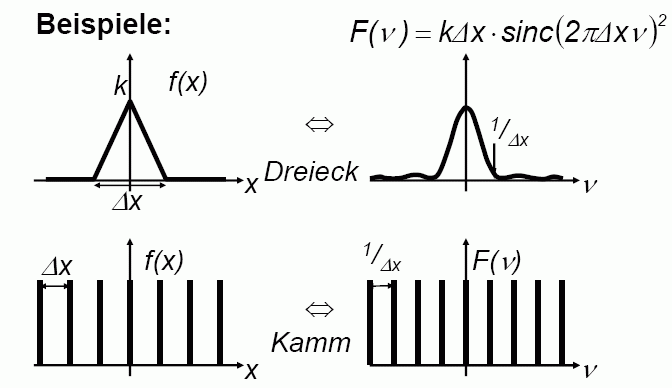 Beispiele:
F(ν) = kΔx · sinc(2πΔxν)²
k f(x)
⇔
1/Δx
Dreieck
x
ν
Δx
Δx f(x)
1/Δx F(ν)
⇔
Kamm
x
ν